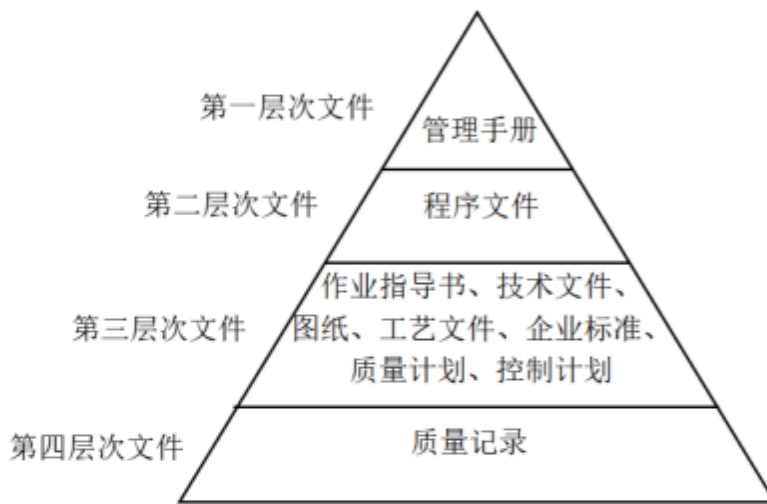 第一层次文件
管理手册
第二层次文件
程序文件
作业指导书、技术文件、
第三层次文件
图纸、工艺文件、企业标准、
质量计划、控制计划
第四层次文件
质量记录